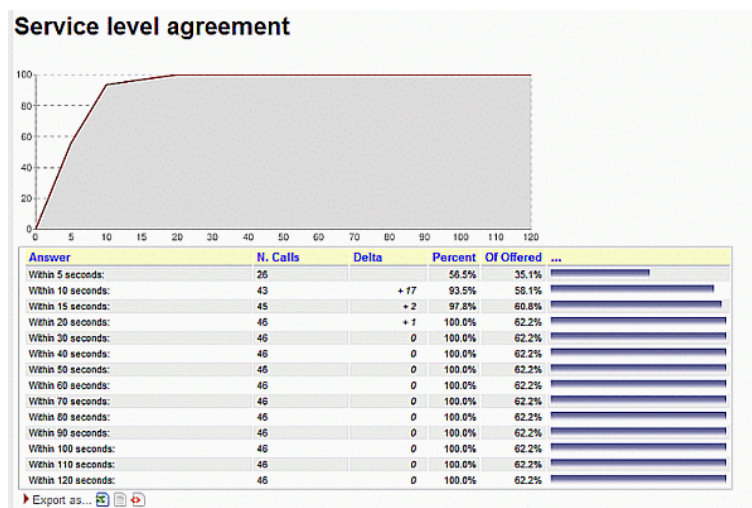 Service level agreement
100
80
60
40
20
0
0 5 10 15 20 30 40 50 60 70 80 90 100 110 120
Answer N. Calls Delta Percent Of Offered ...
Within 5 seconds: 26 56.5% 35.1%
Within 10 seconds: 43 + 17 93.5% 58.1%
Within 15 seconds: 45 + 2 97.8% 60.8%
Within 20 seconds: 46 + 1 100.0% 62.2%
Within 30 seconds: 46 0 100.0% 62.2%
Within 40 seconds: 46 0 100.0% 62.2%
Within 50 seconds: 46 0 100.0% 62.2%
Within 60 seconds: 46 0 100.0% 62.2%
Within 70 seconds: 46 0 100.0% 62.2%
Within 80 seconds: 46 0 100.0% 62.2%
Within 90 seconds: 46 0 100.0% 62.2%
Within 100 seconds: 46 0 100.0% 62.2%
Within 110 seconds: 46 0 100.0% 62.2%
Within 120 seconds: 46 0 100.0% 62.2%
Export as...